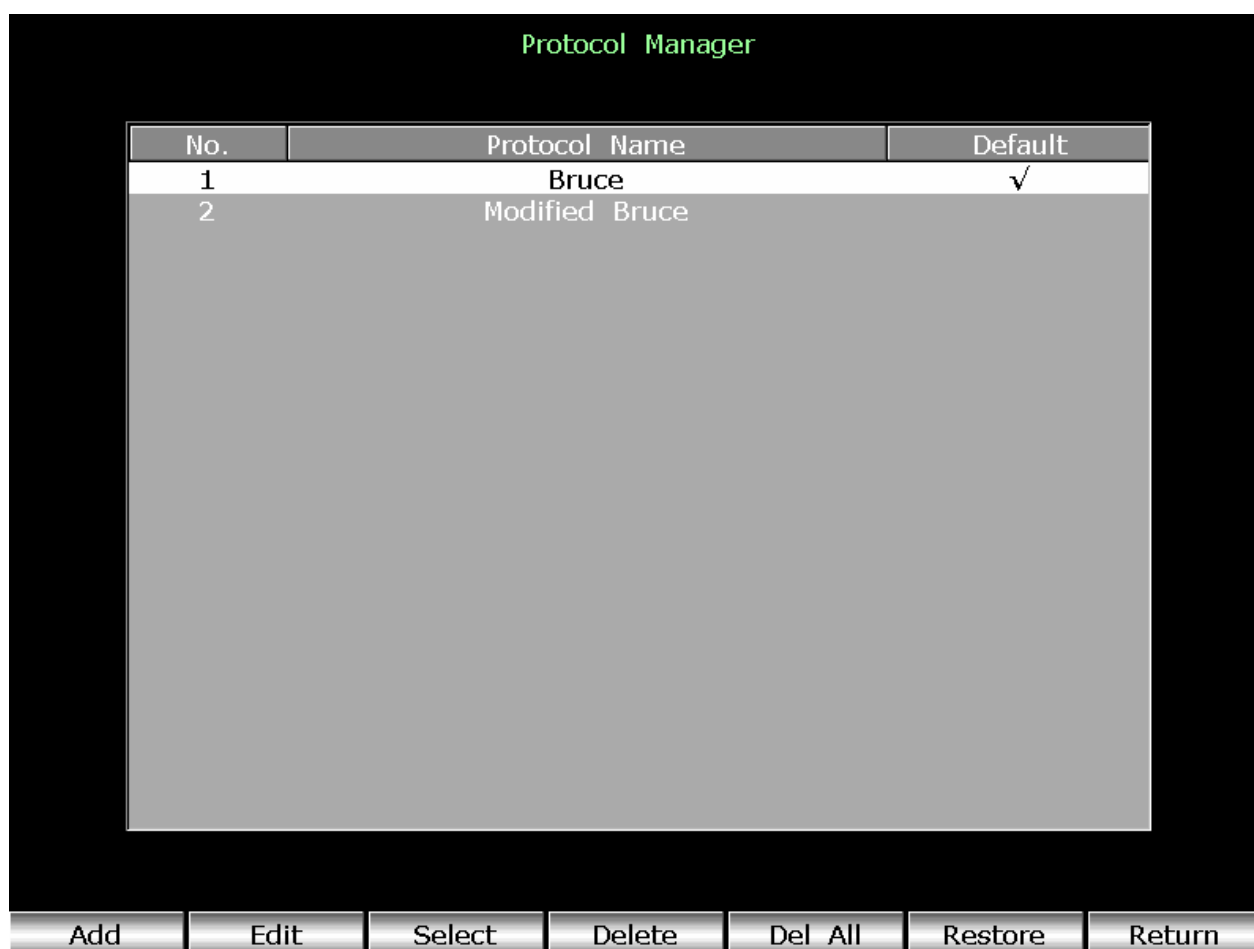 Protocol Manager
No. Protocol Name Default
1 Bruce √
2 Modified Bruce
Add Edit Select Delete Del All Restore Return